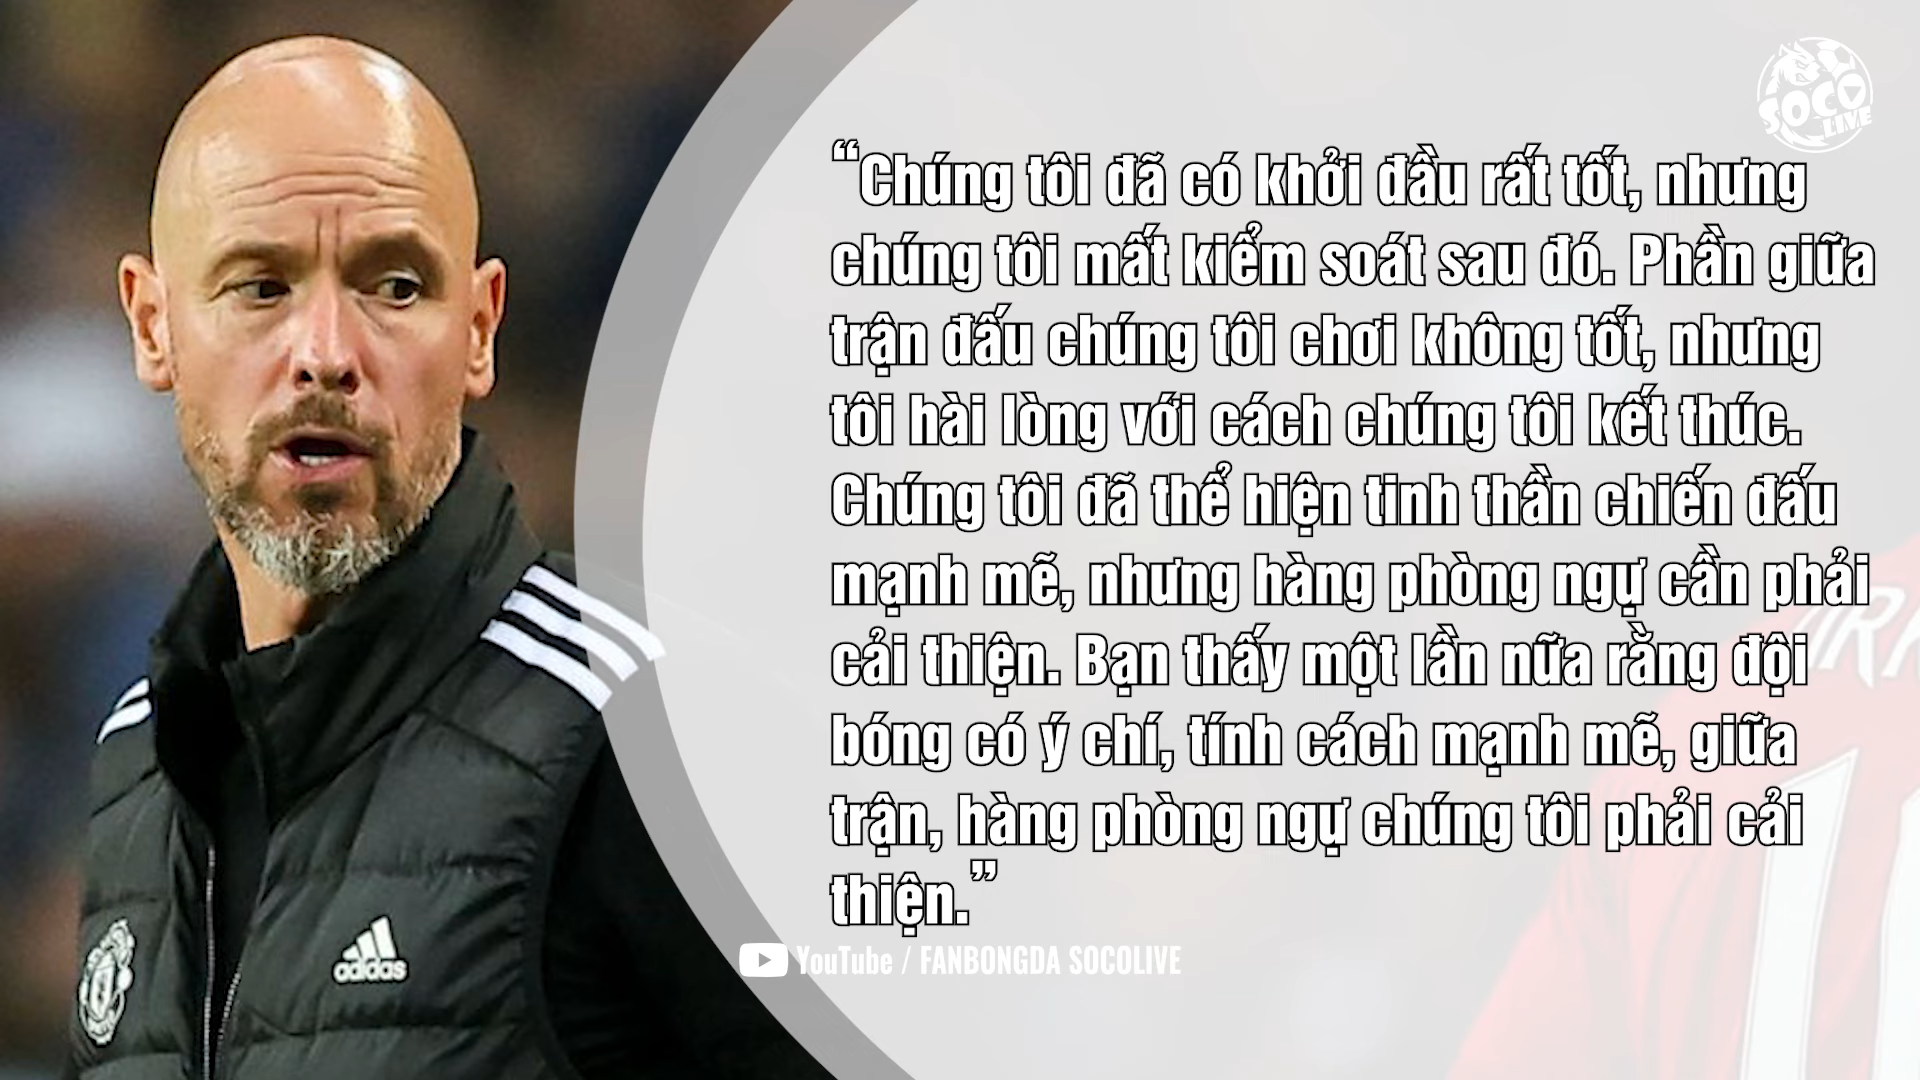 SOCO
LIVE
“Chúng tôi đã có khởi đầu rất tốt, nhưng
chúng tôi mất kiểm soát sau đó. Phần giữa
trận đấu chúng tôi chơi không tốt, nhưng
tôi hài lòng với cách chúng tôi kết thúc.
Chúng tôi đã thể hiện tinh thần chiến đấu
mạnh mẽ, nhưng hàng phòng ngự cần phải
cải thiện. Bạn thấy một lần nữa rằng đội
bóng có ý chí, tính cách mạnh mẽ, giữa
trận, hàng phòng ngự chúng tôi phải cải
thiện.”
YouTube / FANBONGDA SOCOLIVE
adidas